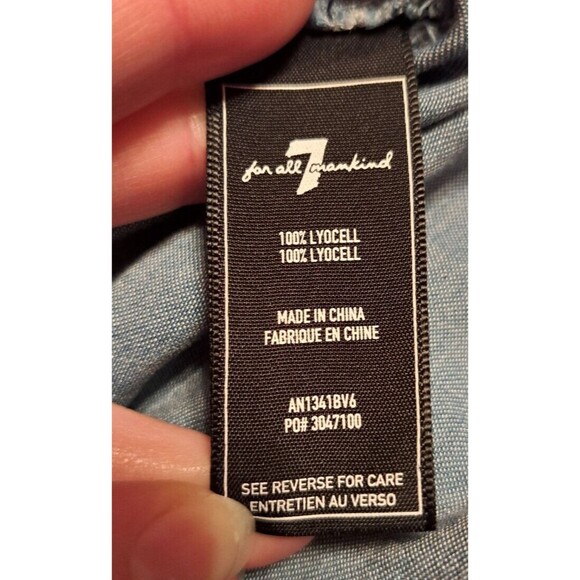 for all 7 mankind
100% LYOCELL
100% LYOCELL
MADE IN CHINA
FABRIQUE EN CHINE
AN1341BV6
PO# 3047100
SEE REVERSE FOR CARE
ENTRETIEN AU VERSO